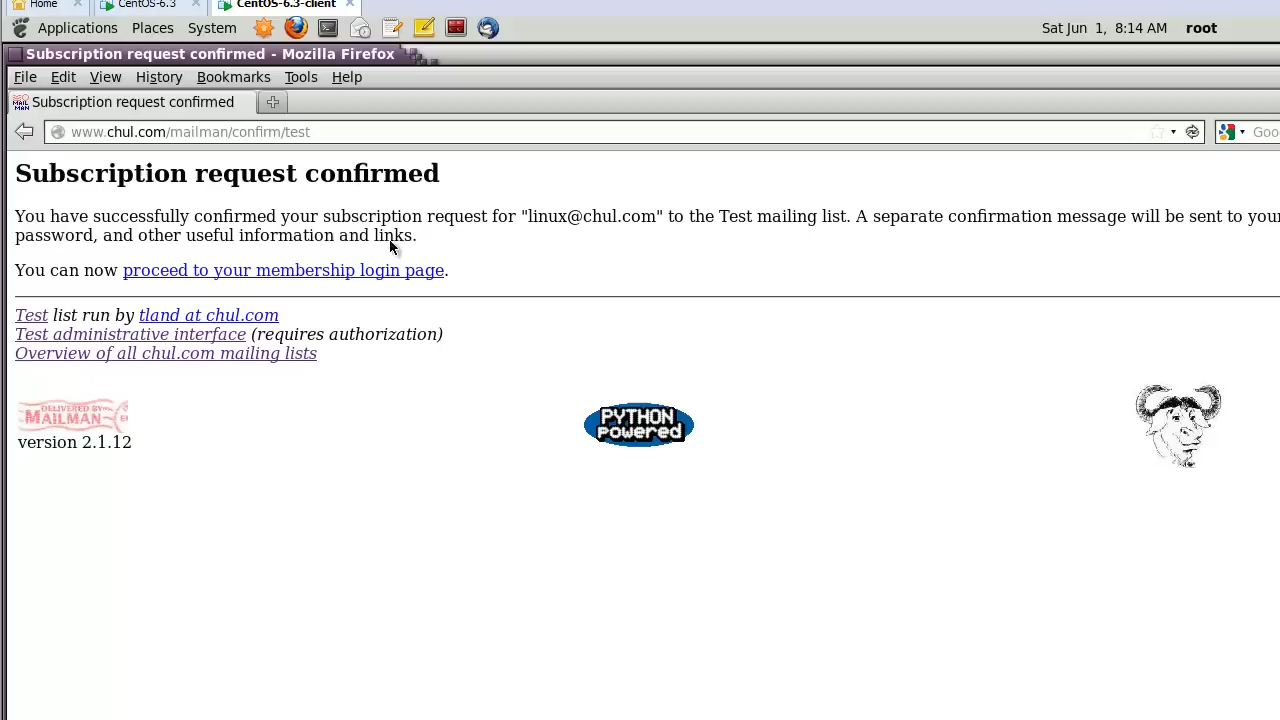 Home CentOS-6.3 CentOS-6.3-client
Applications Places System Sat Jun 1, 8:14 AM root
Subscription request confirmed - Mozilla Firefox
File Edit View History Bookmarks Tools Help
Subscription request confirmed
www.chul.com/mailman/confirm/test Goo
Subscription request confirmed
You have successfully confirmed your subscription request for "linux@chul.com" to the Test mailing list. A separate confirmation message will be sent to your
password, and other useful information and links.
You can now proceed to your membership login page.
Test list run by tland at chul.com
Test administrative interface (requires authorization)
Overview of all chul.com mailing lists
DELIVERED BY
MAILMAN
version 2.1.12
PYTHON
Powered